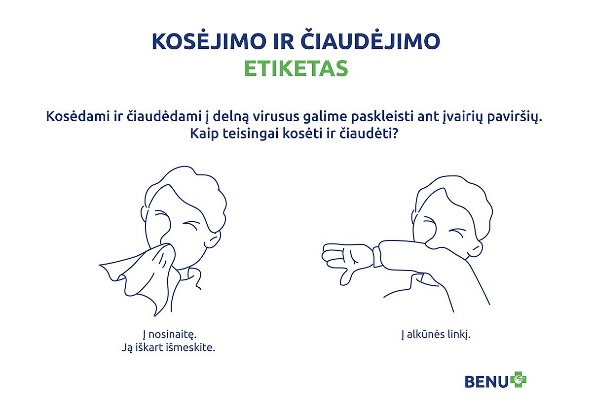 KOSĖJIMO IR ČIAUDĖJIMO
ETIKETAS
Kosėdami ir čiaudėdami į delną virusus galime paskleisti ant įvairių paviršių.
Kaip teisingai kosėti ir čiaudėti?
Į nosinaitę.
Ją iškart išmeskite.
Į alkūnės linkį.
BENU